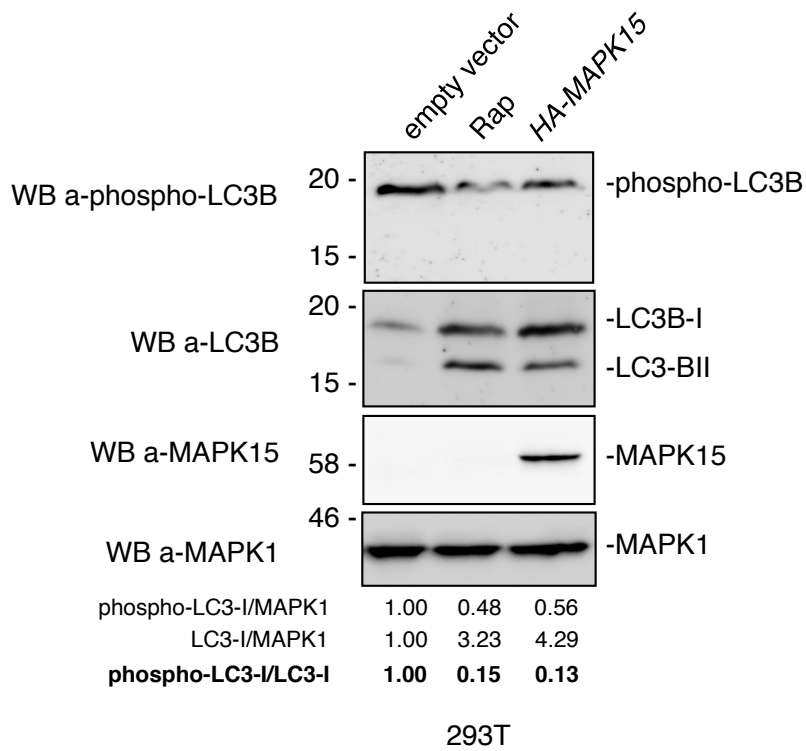 empty vector
Rap
HA-MAPK15
WB a-phospho-LC3B
20 -
15 -
-phospho-LC3B
WB a-LC3B
20 -
15 -
-LC3B-I
-LC3-BII
WB a-MAPK15
58 -
-MAPK15
46 -
WB a-MAPK1
-MAPK1
phospho-LC3-I/MAPK1 1.00 0.48 0.56
LC3-I/MAPK1 1.00 3.23 4.29
phospho-LC3-I/LC3-I 1.00 0.15 0.13
293T